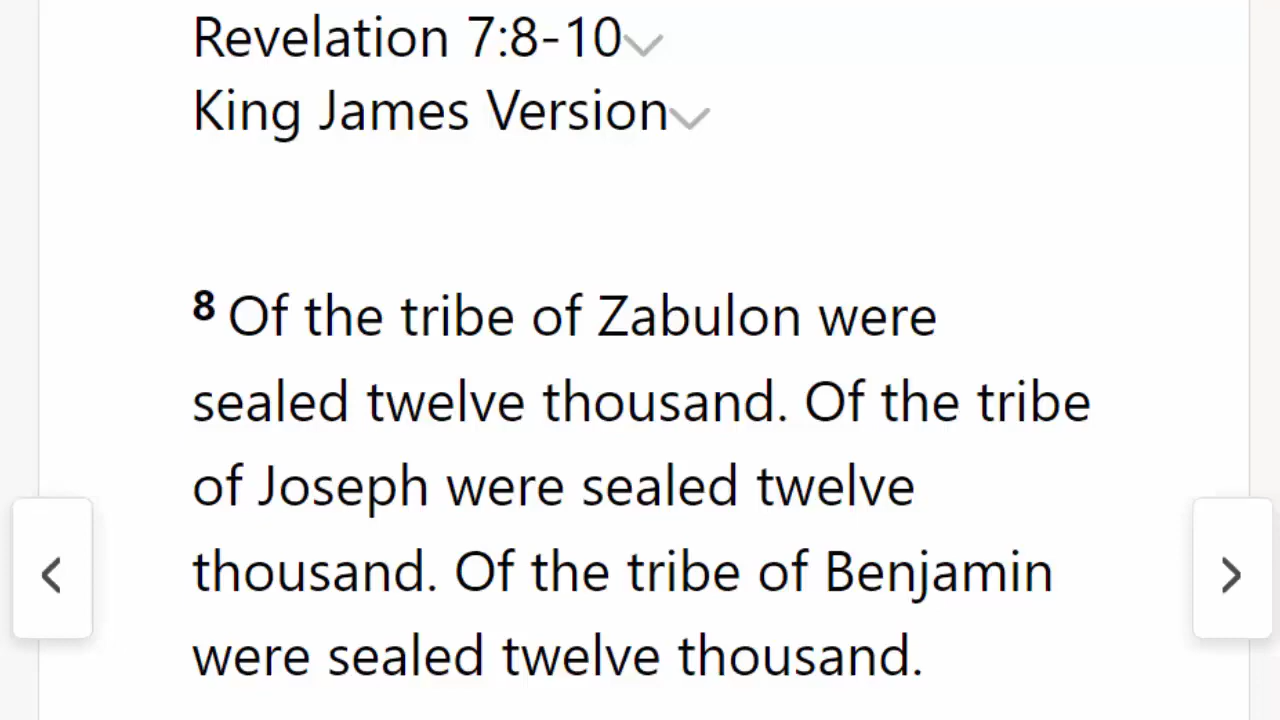 Revelation 7:8-10
King James Version
8 Of the tribe of Zabulon were
sealed twelve thousand. Of the tribe
of Joseph were sealed twelve
thousand. Of the tribe of Benjamin
were sealed twelve thousand.